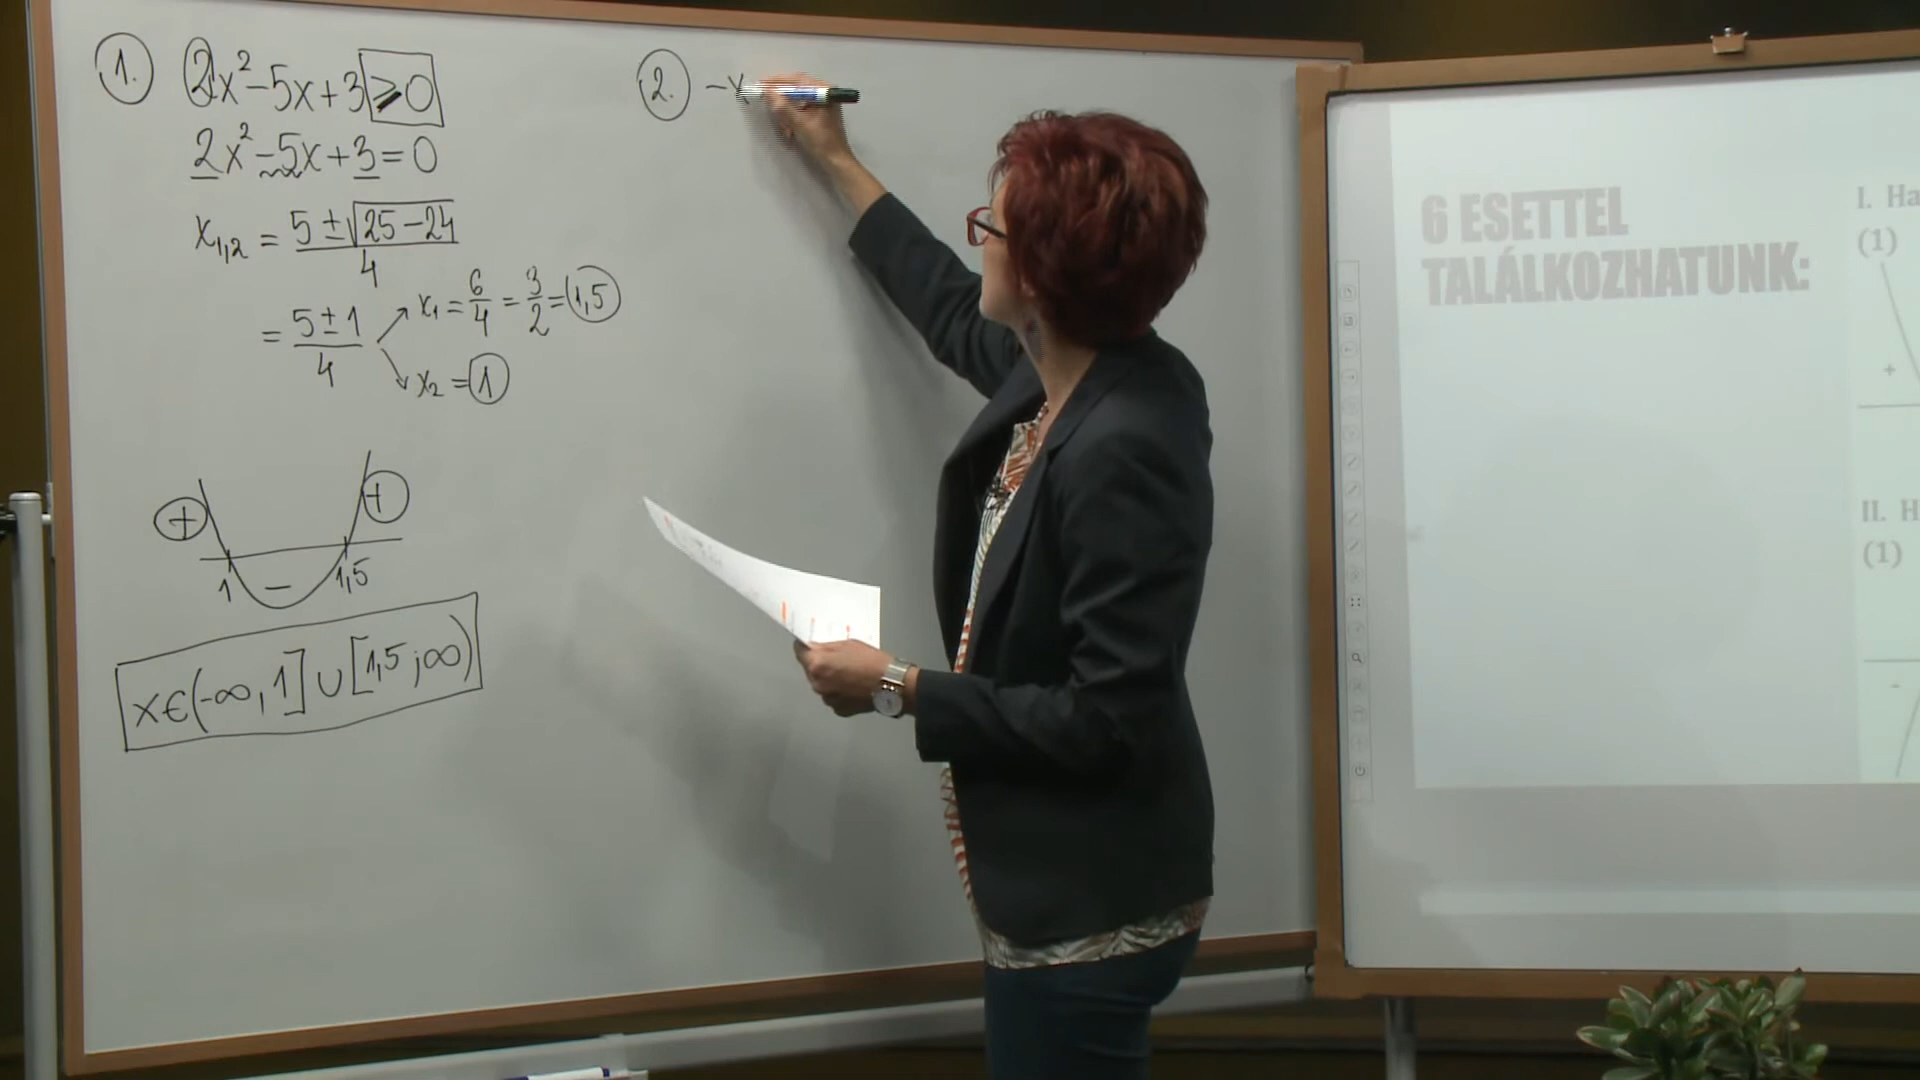 1. 2x²-5x+3≥0
2x²-5x+3=0
x₁,₂ = (5±√(25-24))/4
= (5±1)/4
x₁ = 6/4 = 3/2 = 1,5
x₂ = 1
+ +
1 - 1,5
x∈(-∞,1]∪[1,5;∞)
2. -x
6 ESETTEL
TALÁLKOZHATUNK:
I. Ha
(1)
+
II. H
(1)
-